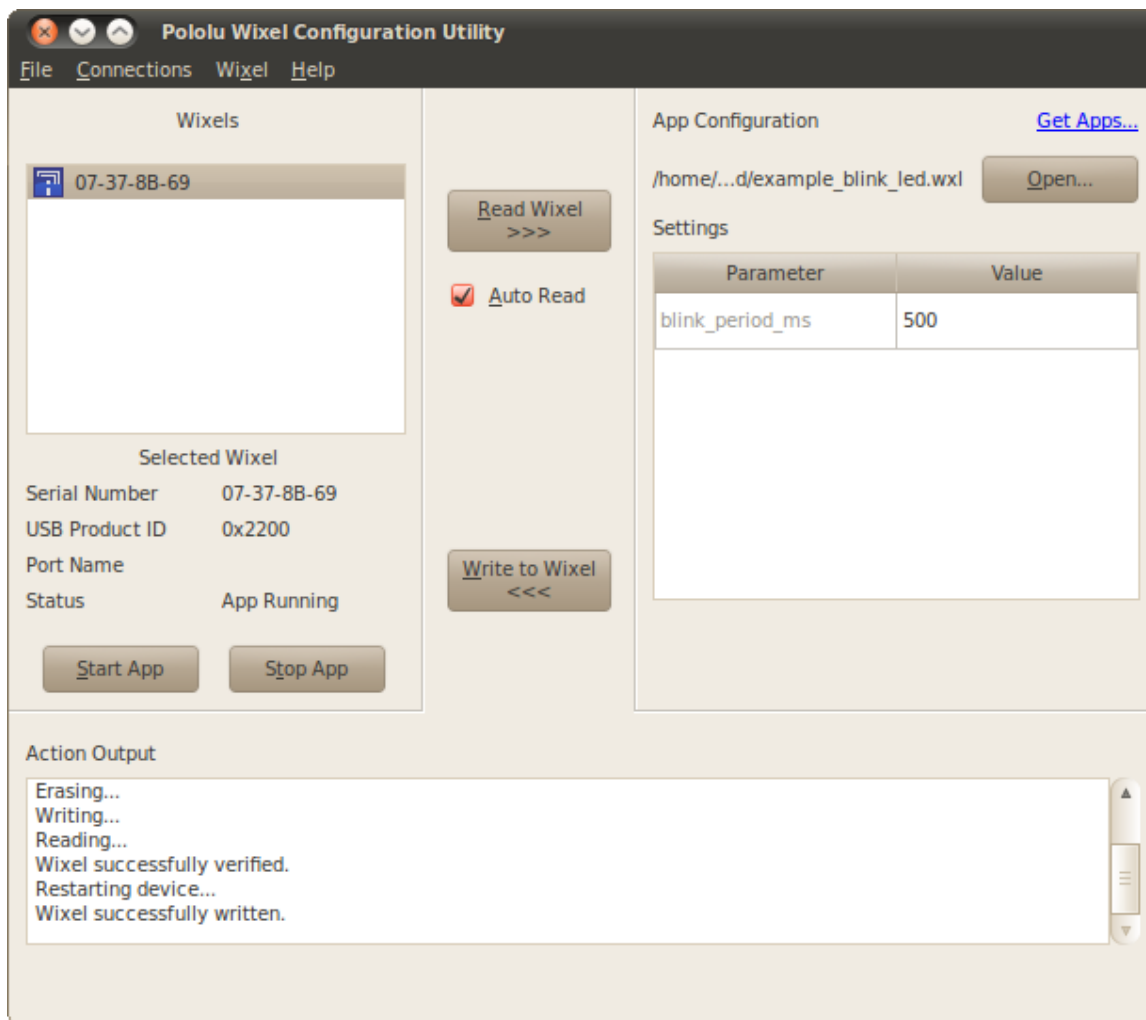 Pololu Wixel Configuration Utility
File Connections Wixel Help
Wixels
07-37-8B-69
Selected Wixel
Serial Number 07-37-8B-69
USB Product ID 0x2200
Port Name
Status App Running
Start App Stop App
Read Wixel
>>>
Auto Read
Write to Wixel
<<<
App Configuration Get Apps...
/home/...d/example_blink_led.wxl Open...
Settings
Parameter Value
blink_period_ms 500
Action Output
Erasing...
Writing...
Reading...
Wixel successfully verified.
Restarting device...
Wixel successfully written.